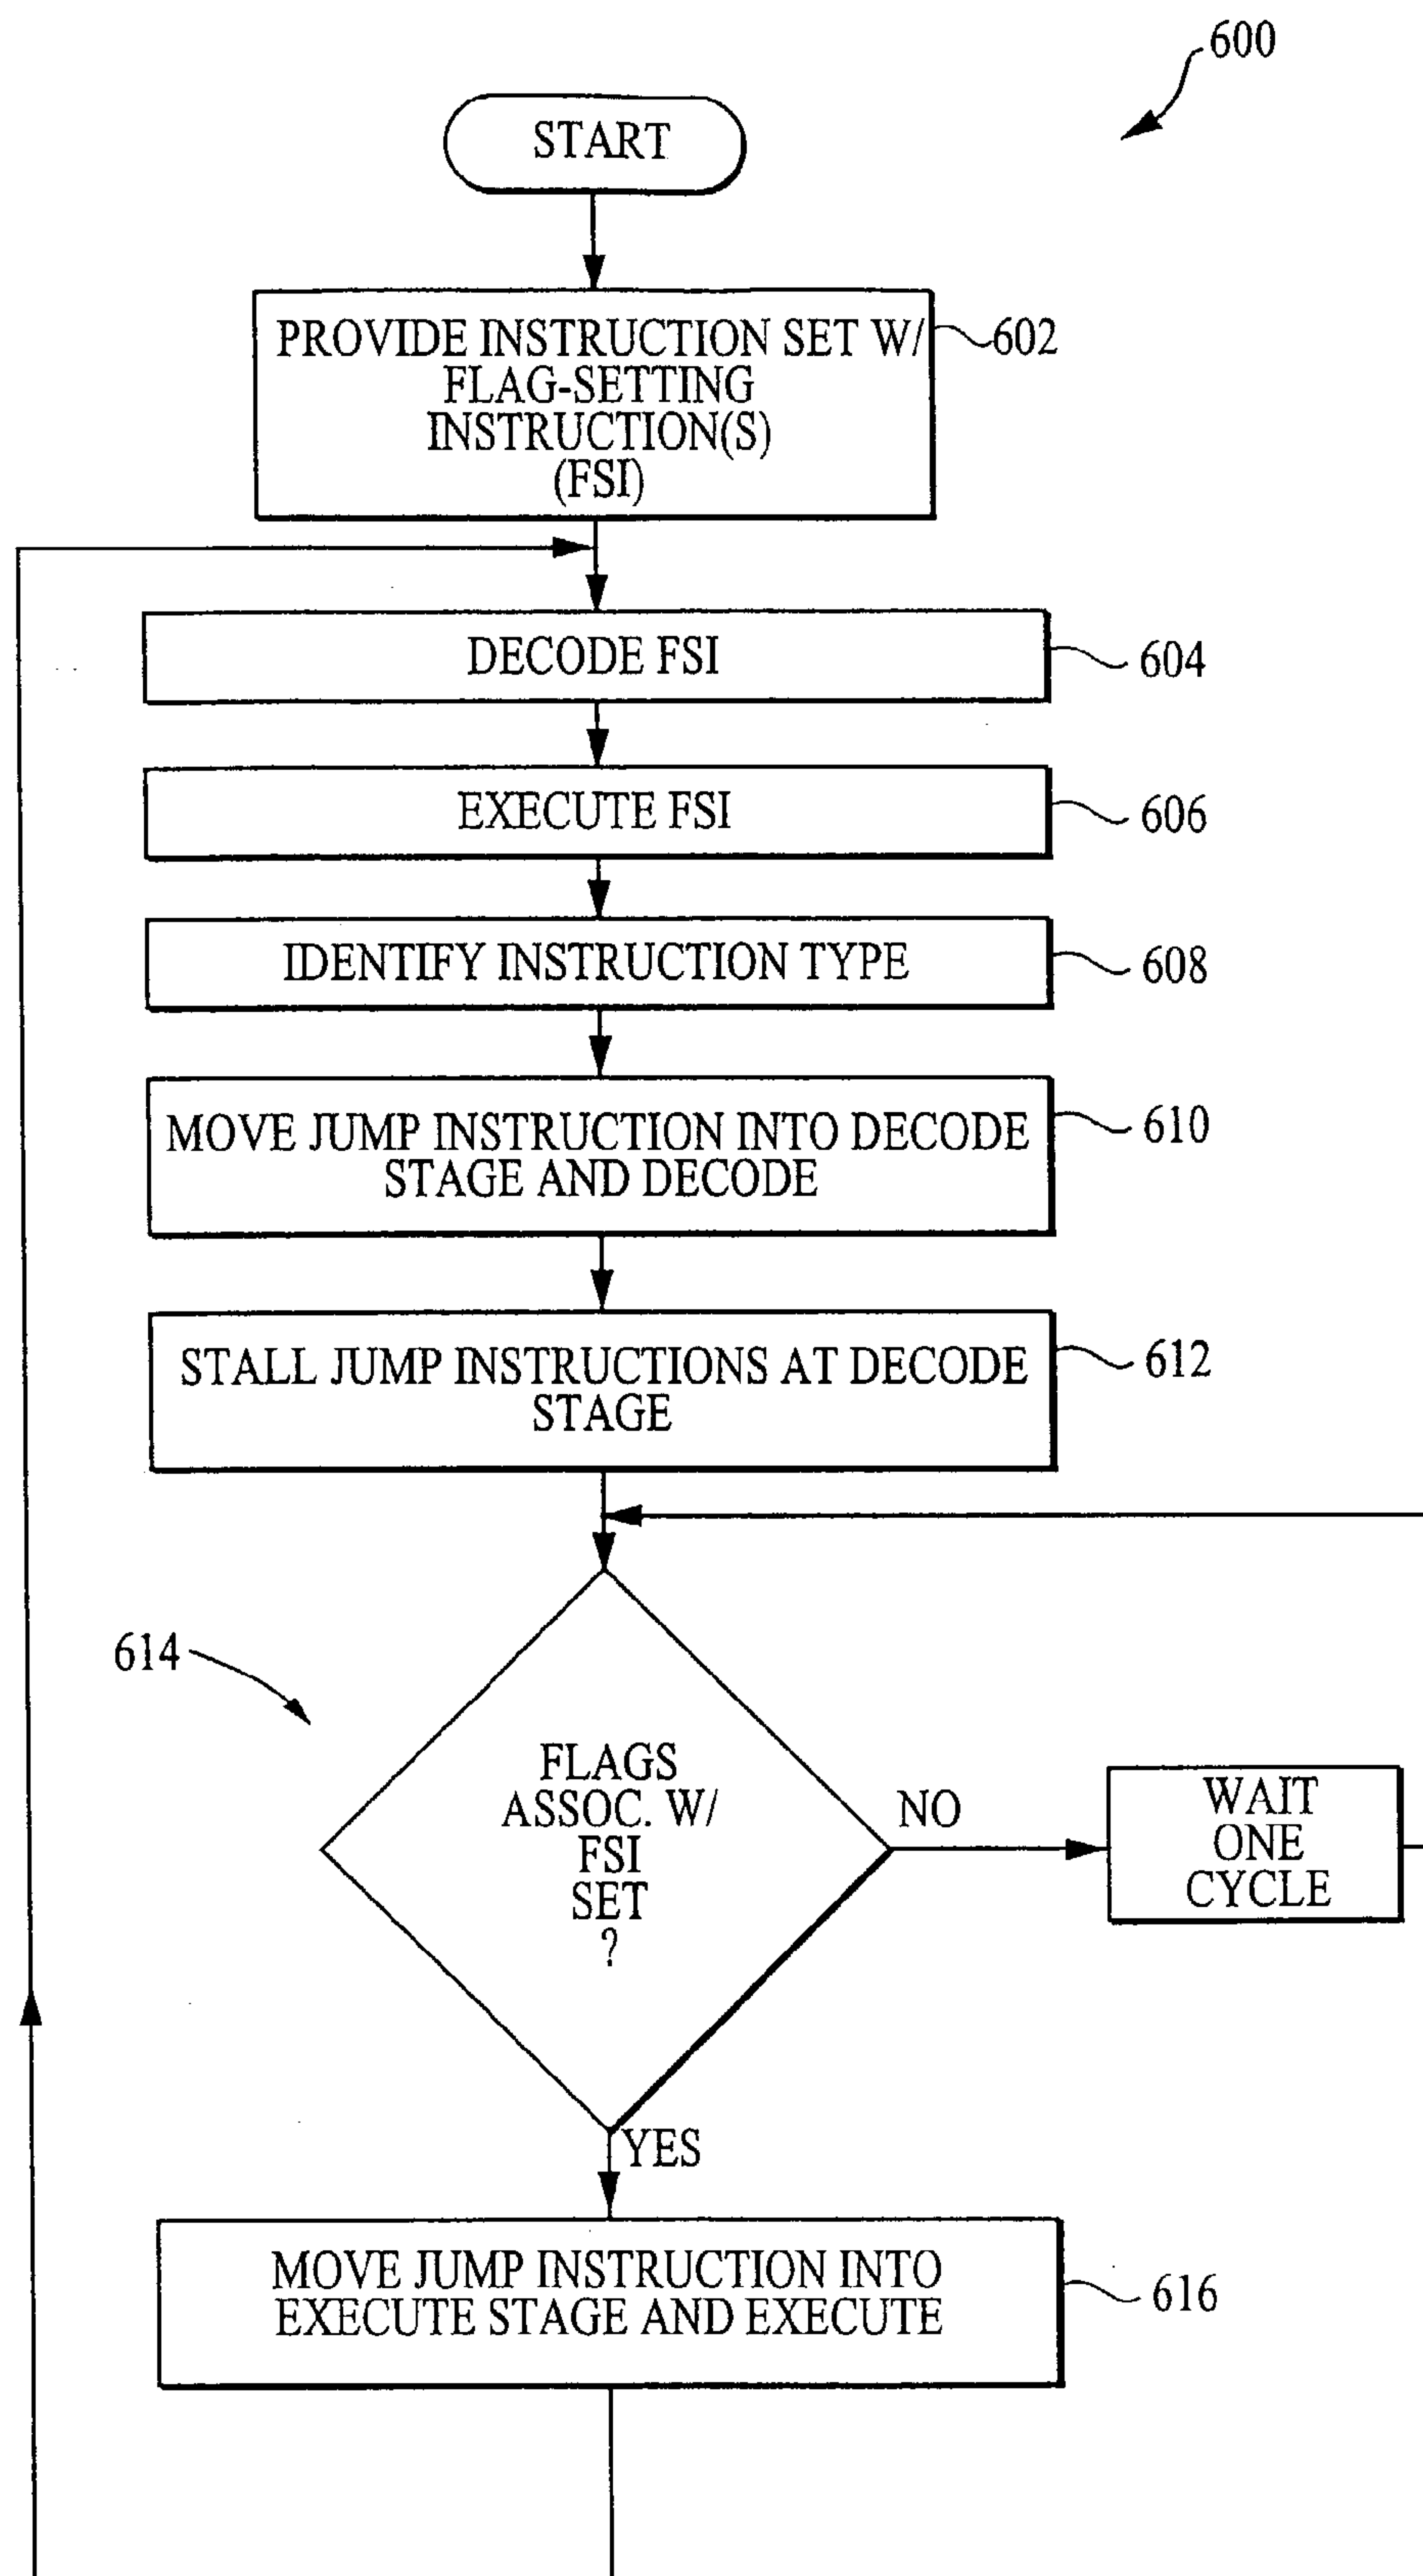 600
START
PROVIDE INSTRUCTION SET W/
FLAG-SETTING
INSTRUCTION(S)
(FSI)
602
DECODE FSI
604
EXECUTE FSI
606
IDENTIFY INSTRUCTION TYPE
608
MOVE JUMP INSTRUCTION INTO DECODE
STAGE AND DECODE
610
STALL JUMP INSTRUCTIONS AT DECODE
STAGE
612
614
FLAGS
ASSOC. W/
FSI
SET
?
NO
WAIT
ONE
CYCLE
YES
MOVE JUMP INSTRUCTION INTO
EXECUTE STAGE AND EXECUTE
616